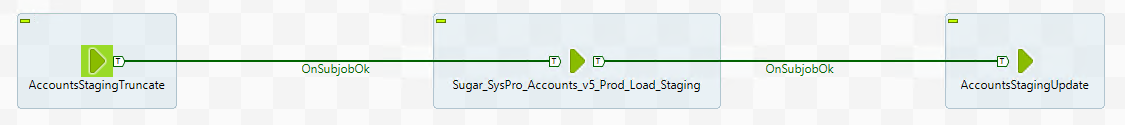 T
OnSubjobOk
T
T
OnSubjobOk
T
AccountsStagingTruncate
Sugar_SysPro_Accounts_v5_Prod_Load_Staging
AccountsStagingUpdate